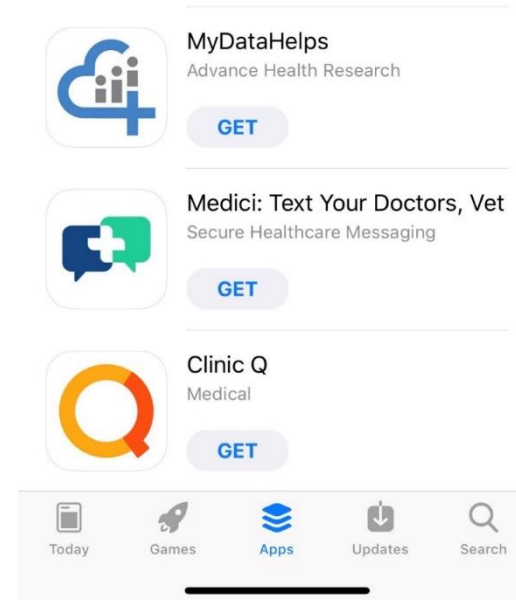 MyDataHelps
Advance Health Research
GET
Medici: Text Your Doctors, Vet
Secure Healthcare Messaging
GET
Clinic Q
Medical
GET
Today Games Apps Updates Search